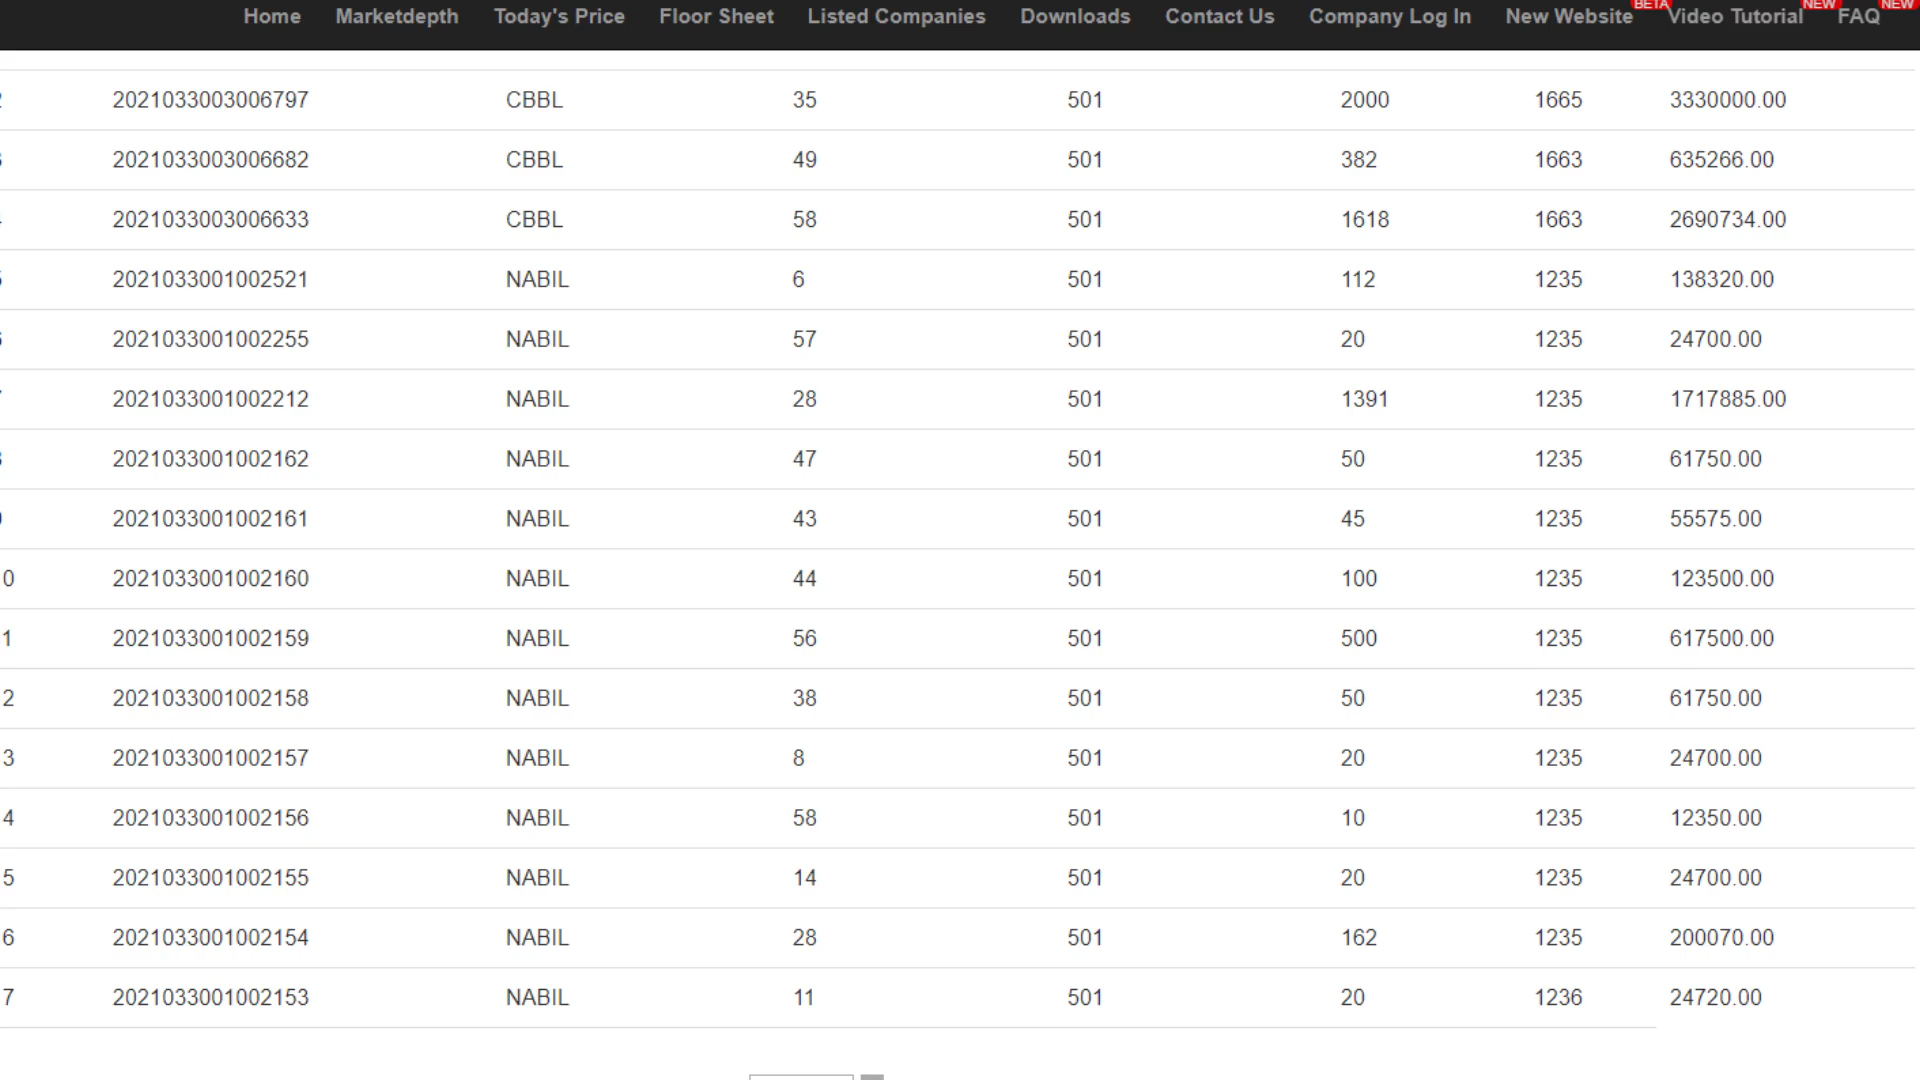 Home Marketdepth Today's Price Floor Sheet Listed Companies Downloads Contact Us Company Log In New Website BETA Video Tutorial NEW FAQ NEW
2021033003006797 CBBL 35 501 2000 1665 3330000.00
2021033003006682 CBBL 49 501 382 1663 635266.00
2021033003006633 CBBL 58 501 1618 1663 2690734.00
2021033001002521 NABIL 6 501 112 1235 138320.00
2021033001002255 NABIL 57 501 20 1235 24700.00
2021033001002212 NABIL 28 501 1391 1235 1717885.00
2021033001002162 NABIL 47 501 50 1235 61750.00
2021033001002161 NABIL 43 501 45 1235 55575.00
0 2021033001002160 NABIL 44 501 100 1235 123500.00
1 2021033001002159 NABIL 56 501 500 1235 617500.00
2 2021033001002158 NABIL 38 501 50 1235 61750.00
3 2021033001002157 NABIL 8 501 20 1235 24700.00
4 2021033001002156 NABIL 58 501 10 1235 12350.00
5 2021033001002155 NABIL 14 501 20 1235 24700.00
6 2021033001002154 NABIL 28 501 162 1235 200070.00
7 2021033001002153 NABIL 11 501 20 1236 24720.00